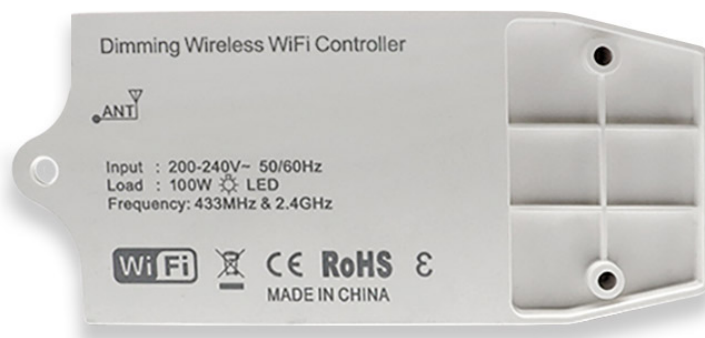 Dimming Wireless WiFi Controller
ANT
Input : 200-240V~ 50/60Hz
Load : 100W LED
Frequency: 433MHz & 2.4GHz
WiFi CE RoHS ε
MADE IN CHINA